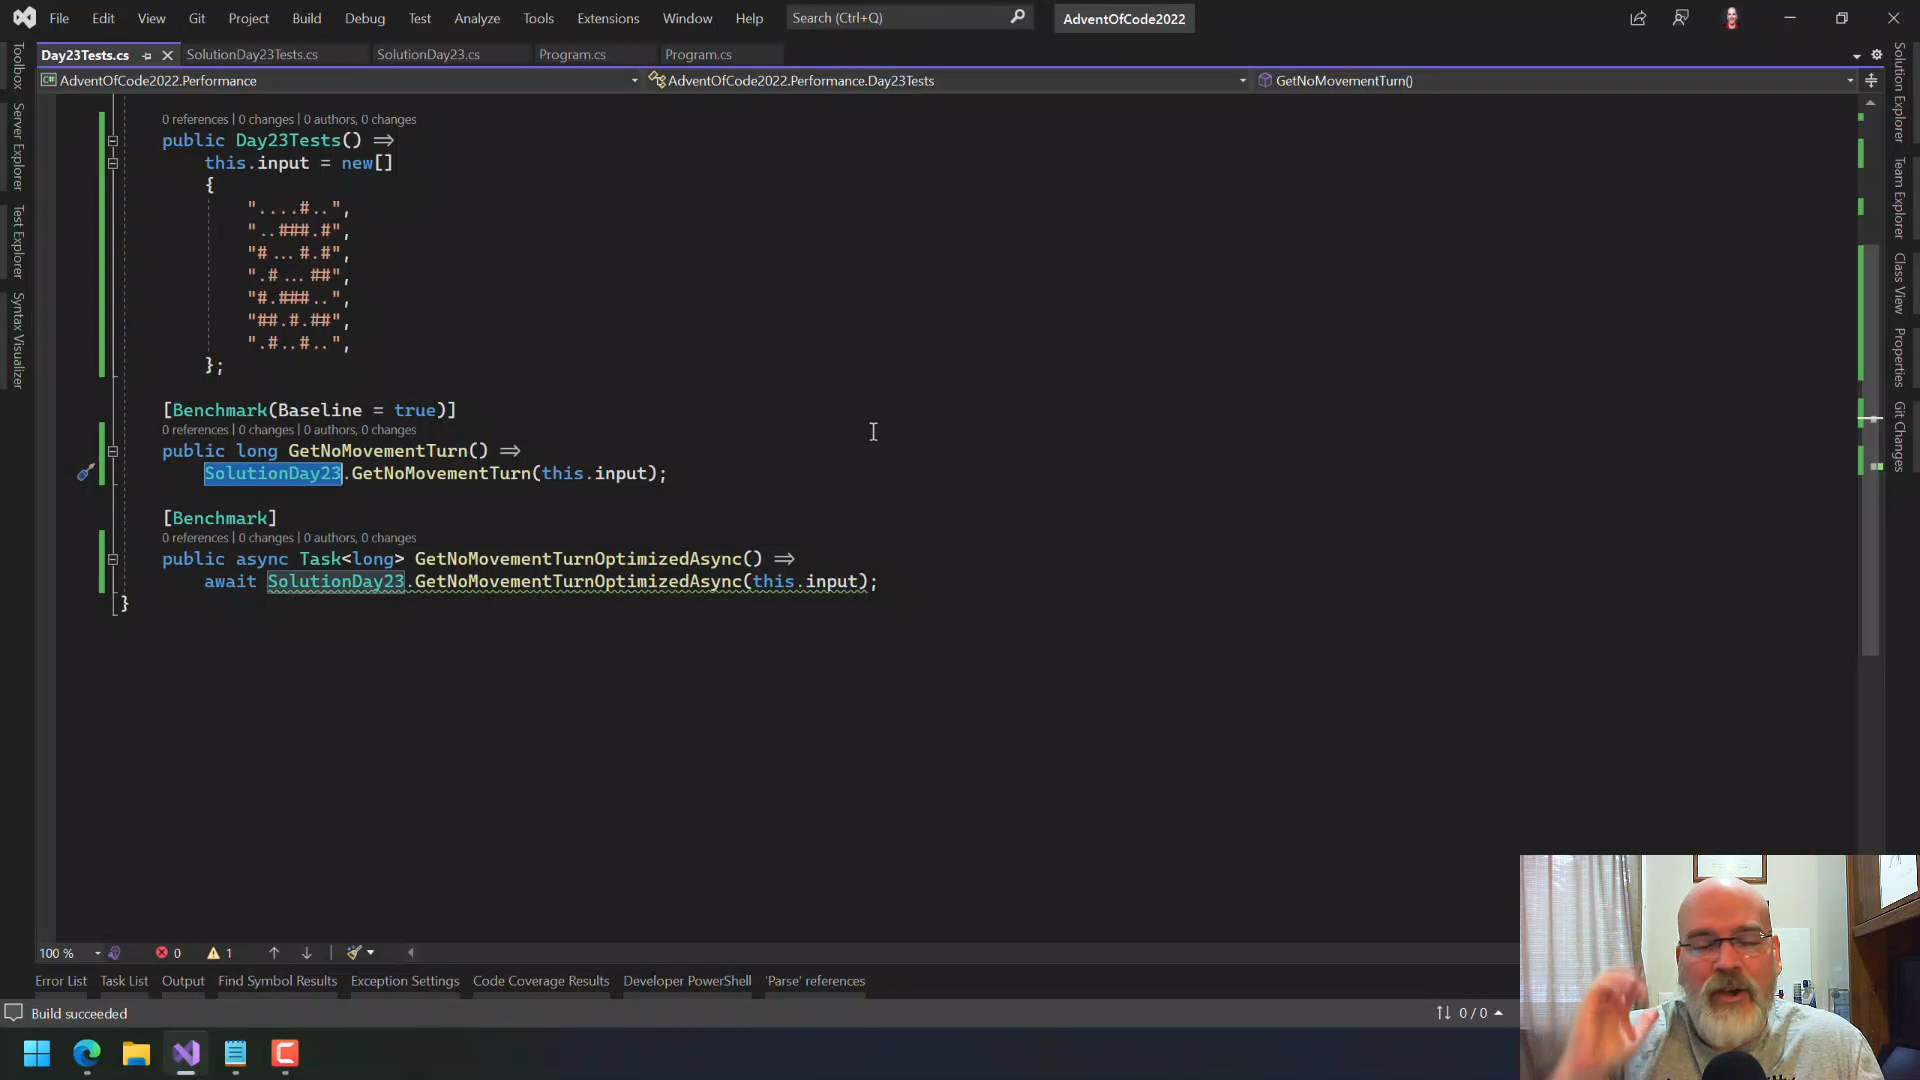 File Edit View Git Project Build Debug Test Analyze Tools Extensions Window Help Search (Ctrl+Q) AdventOfCode2022
Day23Tests.cs SolutionDay23Tests.cs SolutionDay23.cs Program.cs Program.cs
C# AdventOfCode2022.Performance AdventOfCode2022.Performance.Day23Tests GetNoMovementTurn()
Toolbox
Server Explorer
Test Explorer
Syntax Visualizer
0 references | 0 changes | 0 authors, 0 changes
public Day23Tests() =>
this.input = new[]
{
"....#..",
"..###.#",
"#...#.#",
".#...##",
"#.###..",
"##.#.##",
".#..#..",
};
[Benchmark(Baseline = true)]
0 references | 0 changes | 0 authors, 0 changes
public long GetNoMovementTurn() =>
SolutionDay23.GetNoMovementTurn(this.input);
[Benchmark]
0 references | 0 changes | 0 authors, 0 changes
public async Task<long> GetNoMovementTurnOptimizedAsync() =>
await SolutionDay23.GetNoMovementTurnOptimizedAsync(this.input);
}
Solution Explorer
Team Explorer
Class View
Properties
Git Changes
100 % 0 1
Error List Task List Output Find Symbol Results Exception Settings Code Coverage Results Developer PowerShell 'Parse' references
Build succeeded 0 / 0